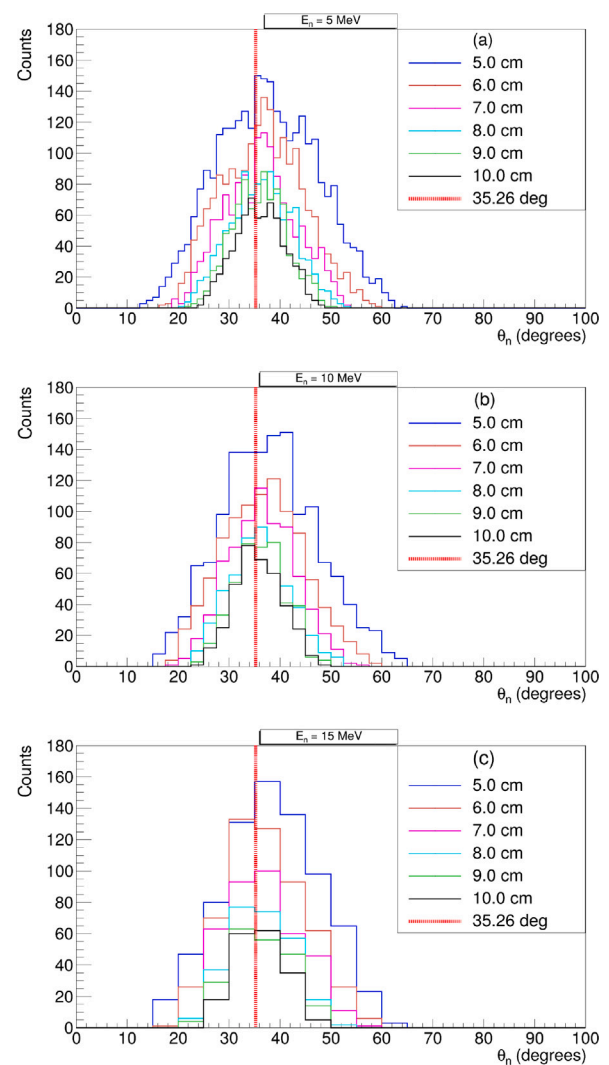 E_n = 5 MeV
Counts
180
160
140
120
100
80
60
40
20
0
(a)
5.0 cm
6.0 cm
7.0 cm
8.0 cm
9.0 cm
10.0 cm
35.26 deg
0 10 20 30 40 50 60 70 80 90 100
θ_n (degrees)
E_n = 10 MeV
Counts
180
160
140
120
100
80
60
40
20
0
(b)
5.0 cm
6.0 cm
7.0 cm
8.0 cm
9.0 cm
10.0 cm
35.26 deg
0 10 20 30 40 50 60 70 80 90 100
θ_n (degrees)
E_n = 15 MeV
Counts
180
160
140
120
100
80
60
40
20
0
(c)
5.0 cm
6.0 cm
7.0 cm
8.0 cm
9.0 cm
10.0 cm
35.26 deg
0 10 20 30 40 50 60 70 80 90 100
θ_n (degrees)